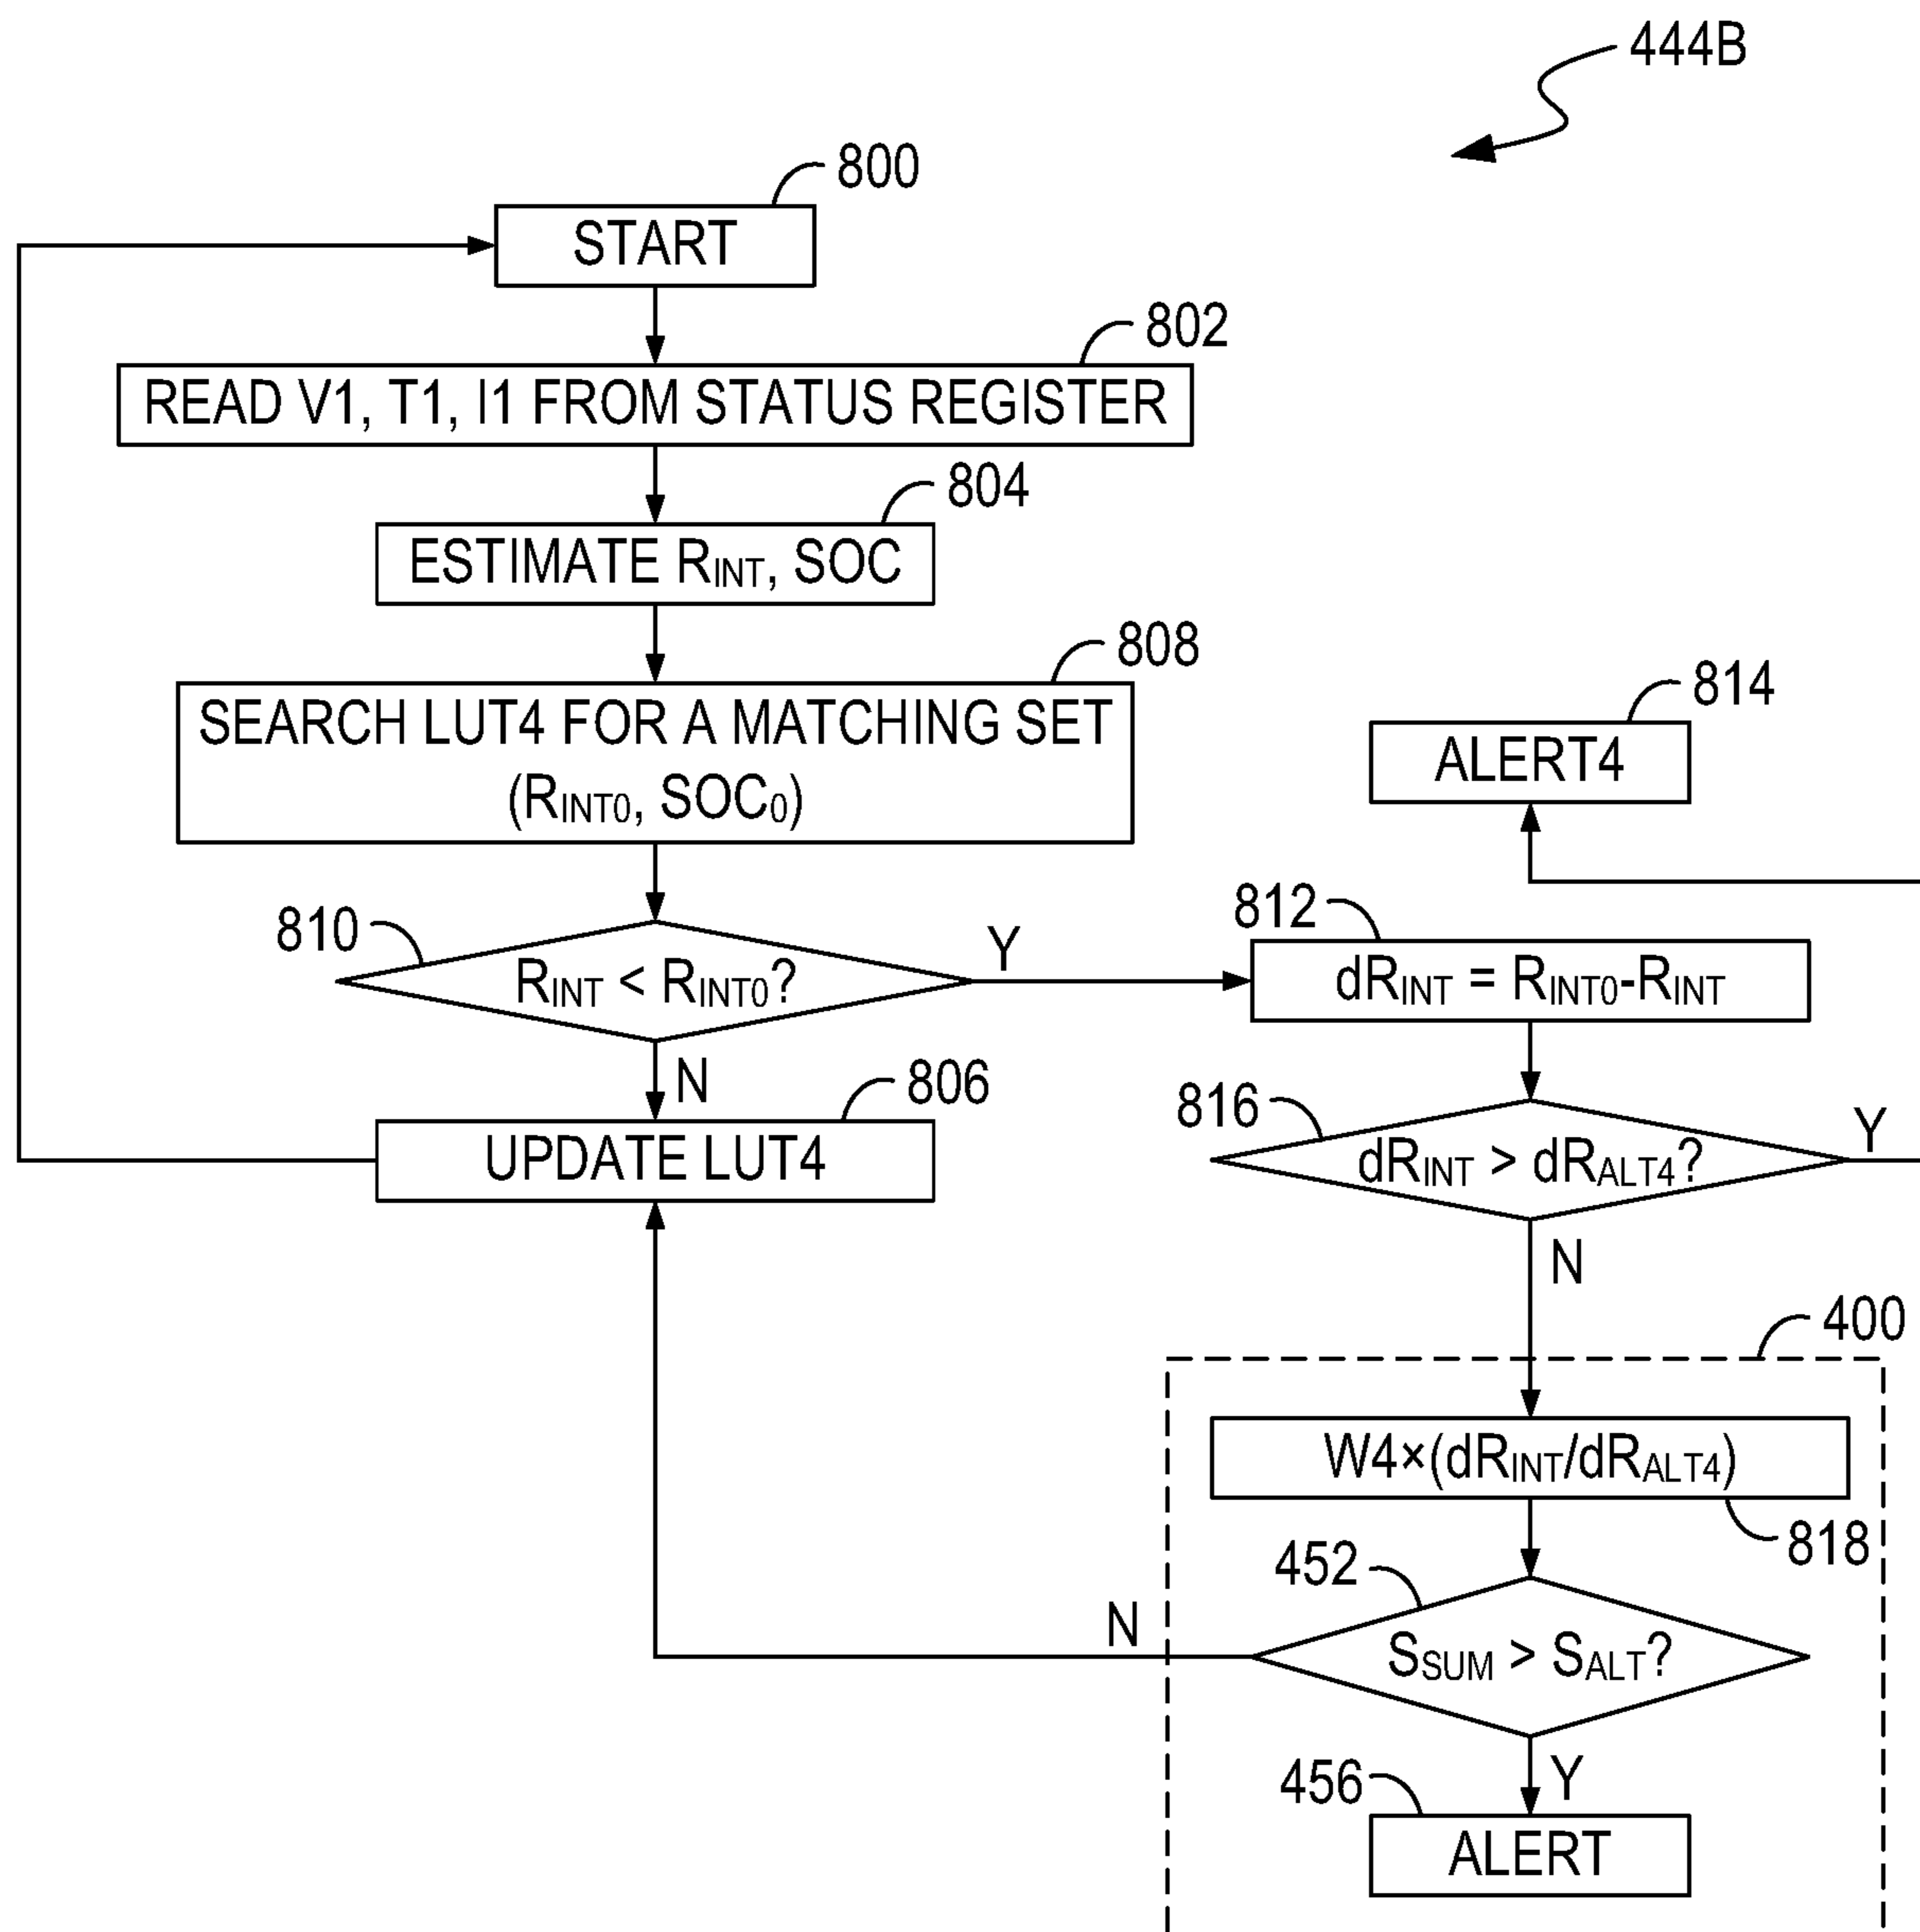 444B
800
START
802
READ V1, T1, I1 FROM STATUS REGISTER
804
ESTIMATE RINT, SOC
808
SEARCH LUT4 FOR A MATCHING SET
(RINT0, SOC0)
814
ALERT4
810
RINT < RINT0?
Y
812
dRINT = RINT0-RINT
N
806
UPDATE LUT4
816
dRINT > dRALT4?
Y
N
400
W4×(dRINT/dRALT4)
818
452
SSUM > SALT?
N
Y
456
ALERT